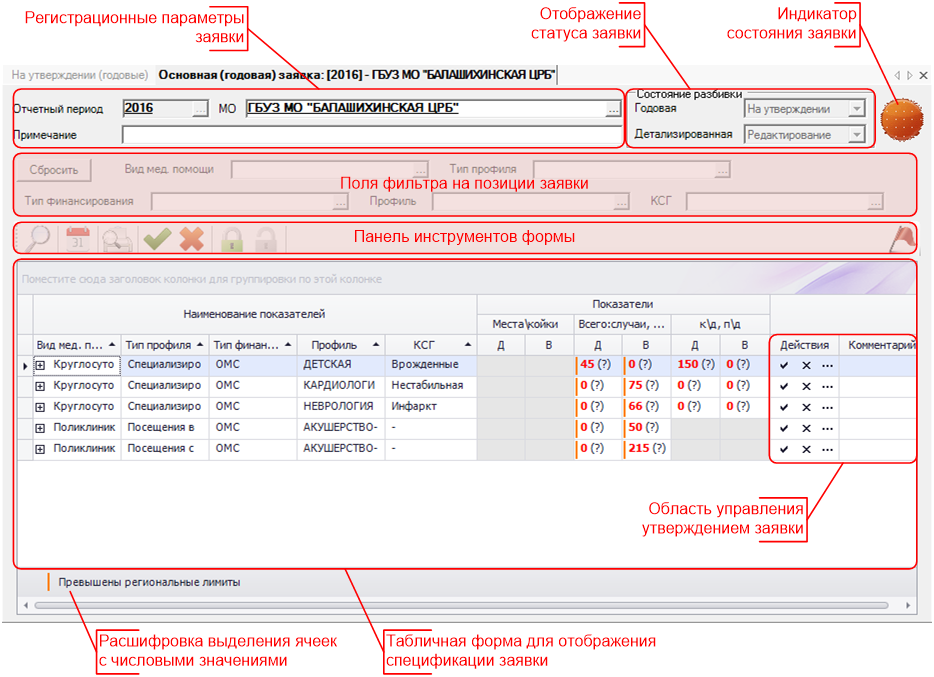 Регистрационные параметры
заявки
Отображение
статуса заявки
Индикатор
состояния заявки
На утверждении (годовые) Основная (годовая) заявка: [2016] - ГБУЗ МО "БАЛАШИХИНСКАЯ ЦРБ"
Отчетный период 2016 ... МО ГБУЗ МО "БАЛАШИХИНСКАЯ ЦРБ" ...
Примечание
Состояние разбивки
Годовая На утверждении
Детализированная Редактирование
Сбросить Вид мед. помощи ... Тип профиля ...
Поля фильтра на позиции заявки
Тип финансирования ... Профиль ... КСГ ...
31
Панель инструментов формы
Поместите сюда заголовок колонки для группировки по этой колонке
Наименование показателей Показатели
Места\койки Всего:случаи, ... к\д, п\д
Вид мед. п... Тип профиля Тип финан... Профиль КСГ Д В Д В Д В Действия Комментарий
Круглосуто Специализиро ОМС ДЕТСКАЯ Врожденные 45 (?) 0 (?) 150 (?) 0 (?) ...
Круглосуто Специализиро ОМС КАРДИОЛОГИ Нестабильная 0 (?) 75 (?) 0 (?) 0 (?) ...
Круглосуто Специализиро ОМС НЕВРОЛОГИЯ Инфаркт 0 (?) 66 (?) 0 (?) 0 (?) ...
Поликлиник Посещения в ОМС АКУШЕРСТВО- - 0 (?) 50 (?) ...
Поликлиник Посещения с ОМС АКУШЕРСТВО- - 0 (?) 215 (?) ...
Область управления
утверждением заявки
Превышены региональные лимиты
Расшифровка выделения ячеек
с числовыми значениями
Табличная форма для отображения
спецификации заявки